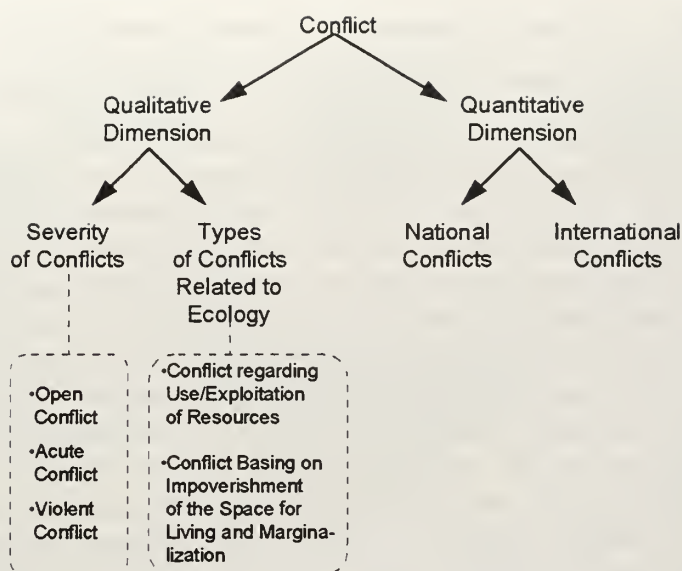 Conflict
Qualitative
Dimension
Quantitative
Dimension
Severity
of Conflicts
Types
of Conflicts
Related to
Ecology
National
Conflicts
International
Conflicts
•Open
Conflict
•Acute
Conflict
•Violent
Conflict
•Conflict regarding
Use/Exploitation
of Resources
•Conflict Basing on
Impoverishment
of the Space for
Living and Margina-
lization